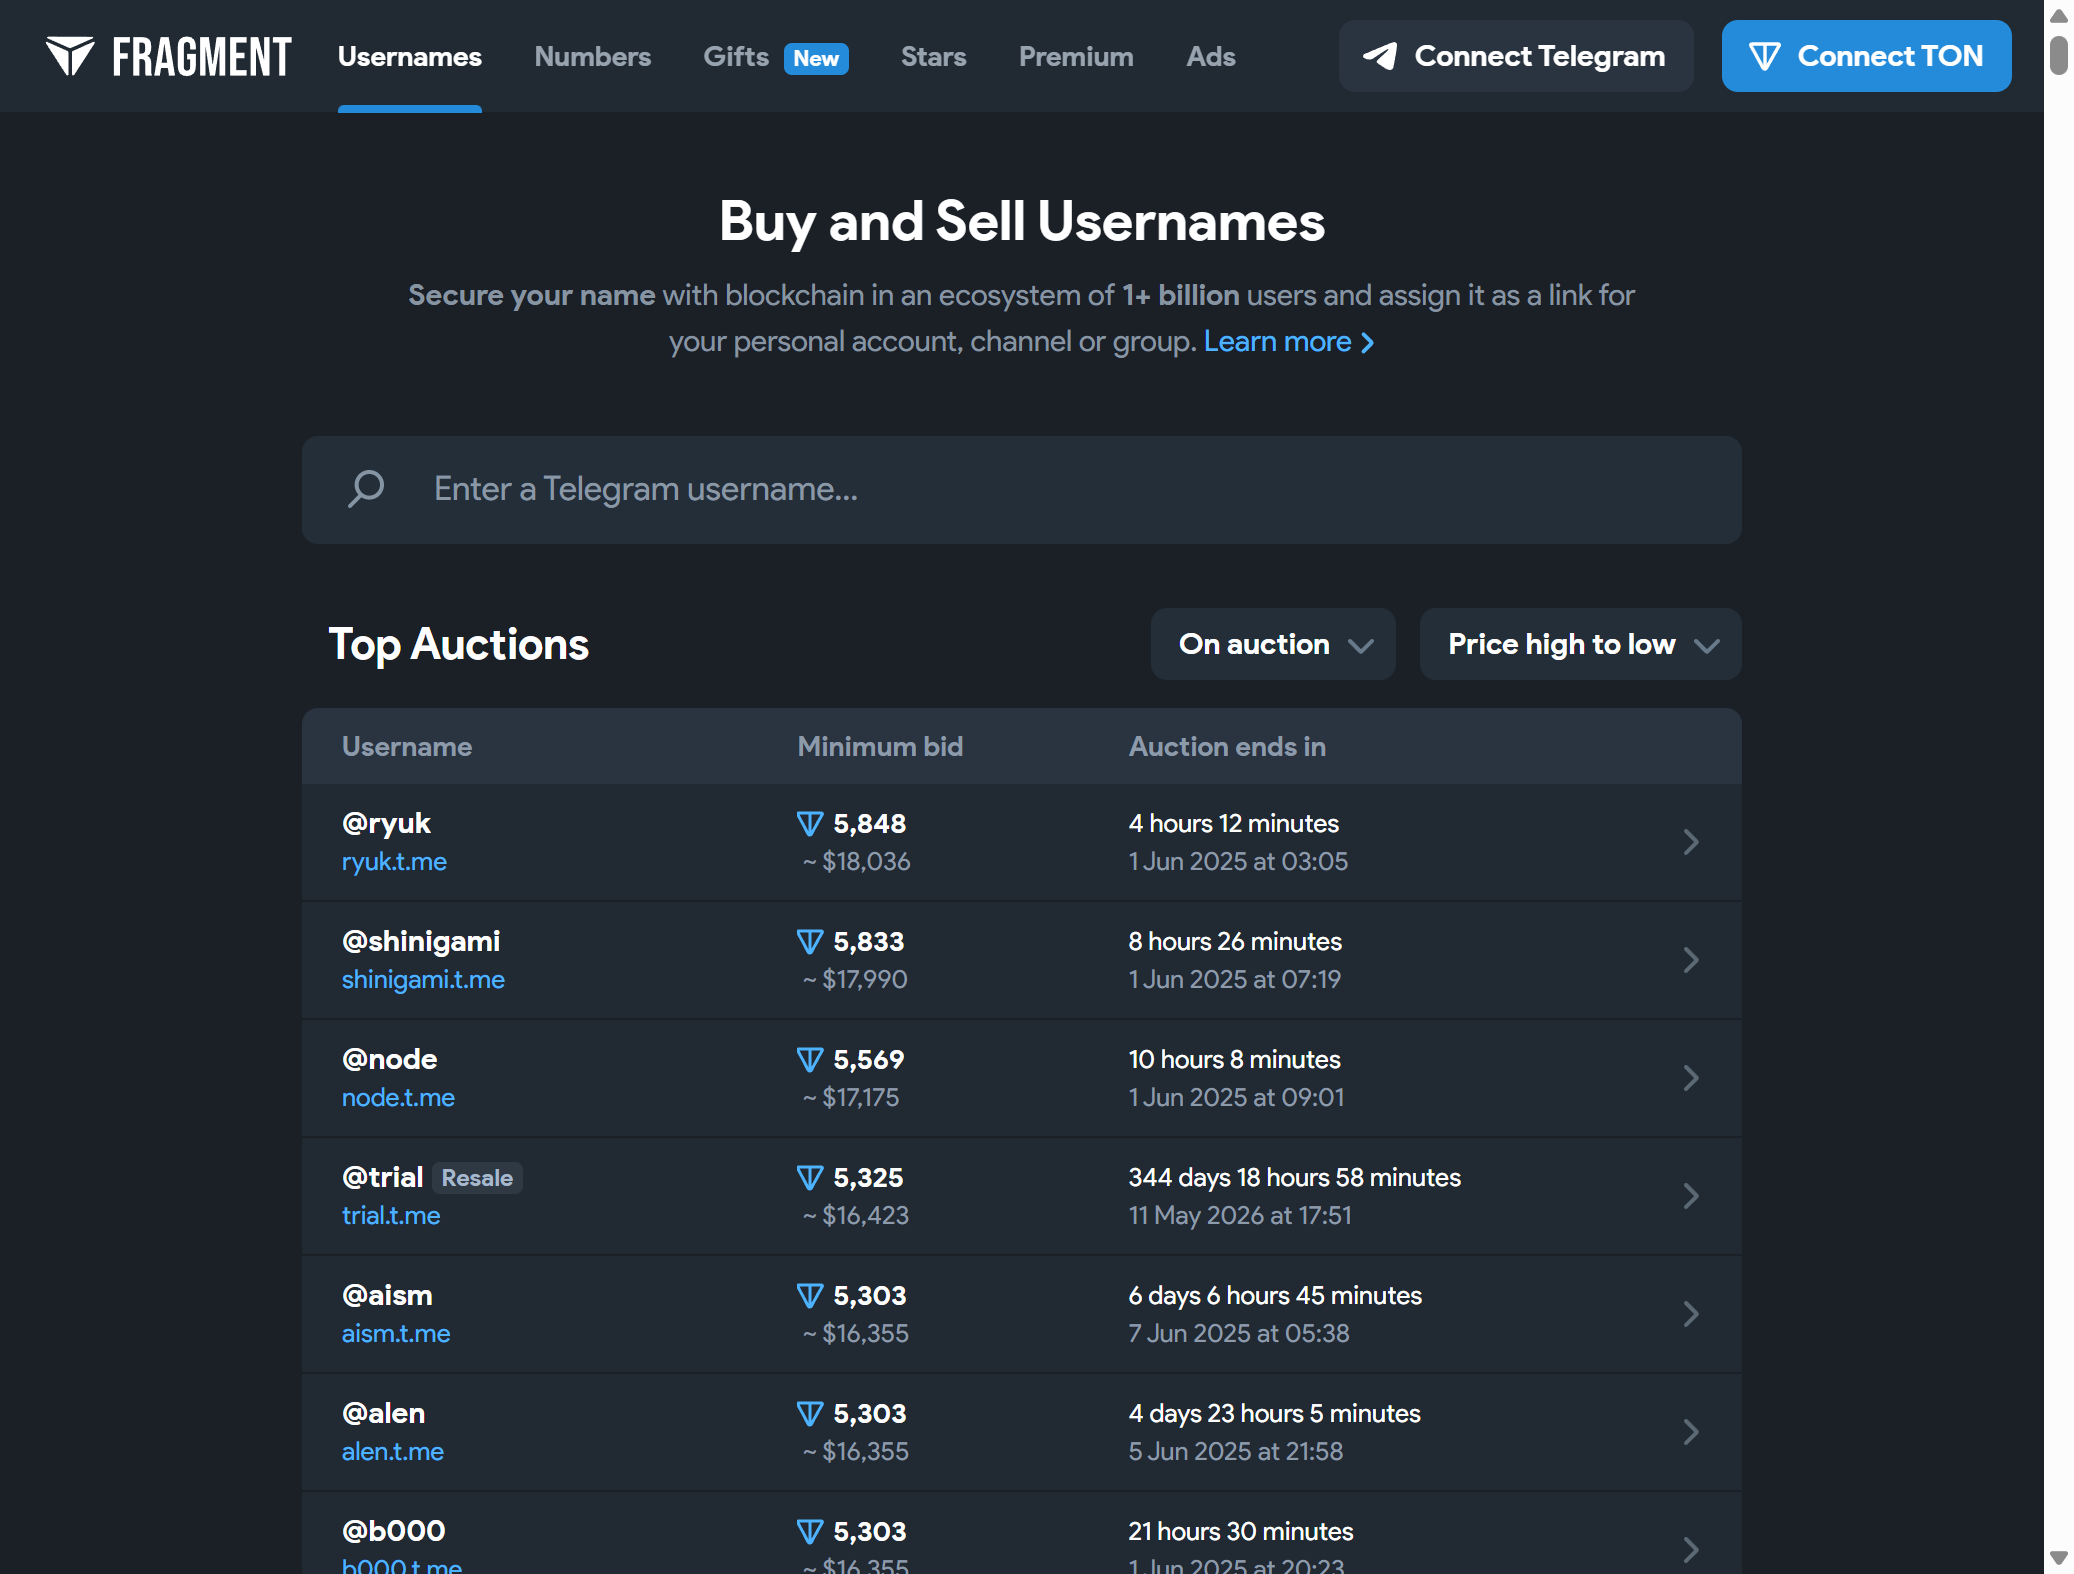 FRAGMENT Usernames Numbers Gifts New Stars Premium Ads Connect Telegram Connect TON
Buy and Sell Usernames
Secure your name with blockchain in an ecosystem of 1+ billion users and assign it as a link for
your personal account, channel or group. Learn more
Enter a Telegram username...
Top Auctions On auction Price high to low
Username Minimum bid Auction ends in
@ryuk 5,848 4 hours 12 minutes
ryuk.t.me ~ $18,036 1 Jun 2025 at 03:05
@shinigami 5,833 8 hours 26 minutes
shinigami.t.me ~ $17,990 1 Jun 2025 at 07:19
@node 5,569 10 hours 8 minutes
node.t.me ~ $17,175 1 Jun 2025 at 09:01
@trial Resale 5,325 344 days 18 hours 58 minutes
trial.t.me ~ $16,423 11 May 2026 at 17:51
@aism 5,303 6 days 6 hours 45 minutes
aism.t.me ~ $16,355 7 Jun 2025 at 05:38
@alen 5,303 4 days 23 hours 5 minutes
alen.t.me ~ $16,355 5 Jun 2025 at 21:58
@b000 5,303 21 hours 30 minutes
b000.t.me ~ $16,355 1 Jun 2025 at 20:23